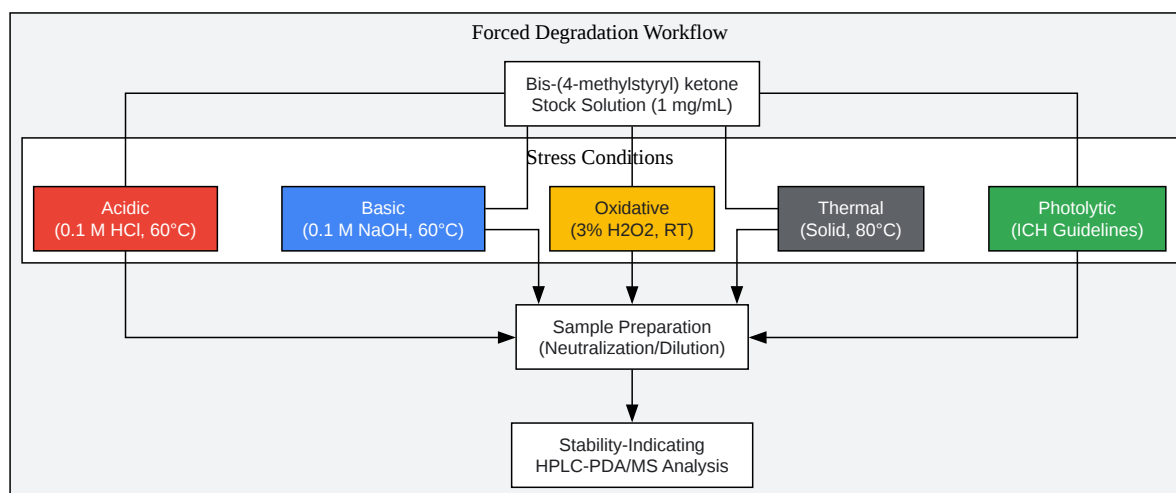 Forced Degradation Workflow
Bis-(4-methylstyryl) ketone
Stock Solution (1 mg/mL)
Stress Conditions
Acidic
(0.1 M HCl, 60°C)
Basic
(0.1 M NaOH, 60°C)
Oxidative
(3% H2O2, RT)
Thermal
(Solid, 80°C)
Photolytic
(ICH Guidelines)
Sample Preparation
(Neutralization/Dilution)
Stability-Indicating
HPLC-PDA/MS Analysis